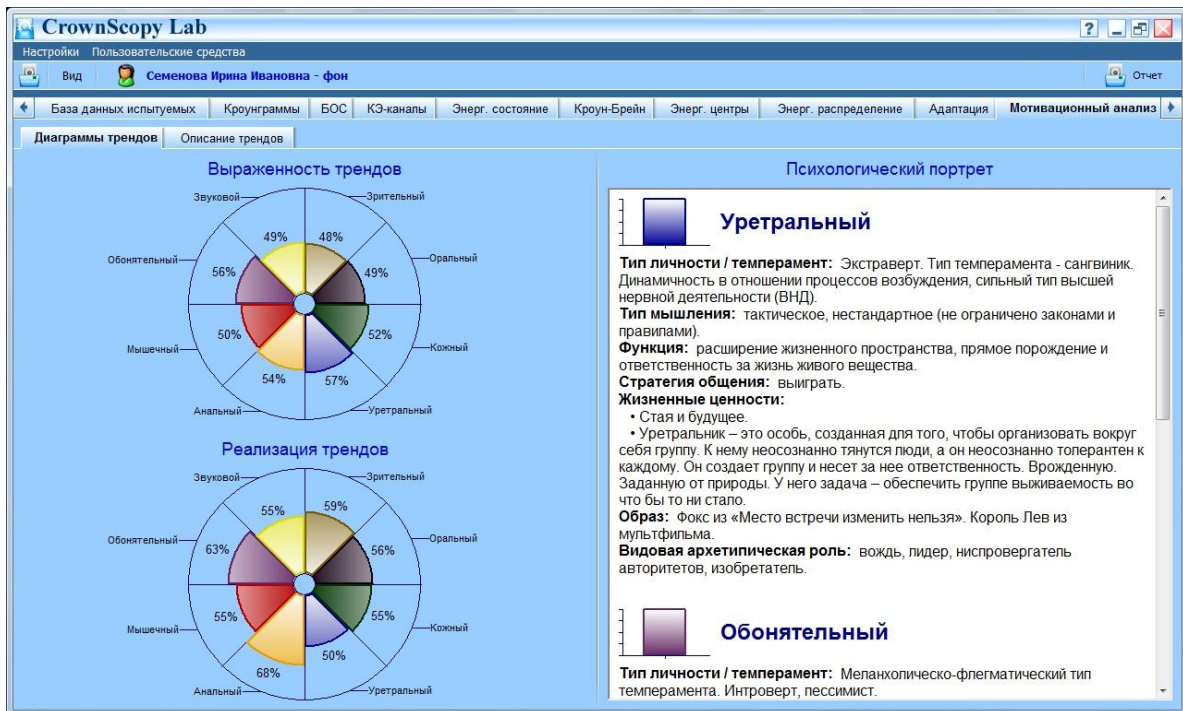 CrownScopy Lab
Настройки Пользовательские средства
Вид Семенова Ирина Ивановна - фон Отчет
База данных испытуемых Кроунграммы БОС КЭ-каналы Энерг. состояние Кроун-Брейн Энерг. центры Энерг. распределение Адаптация Мотивационный анализ
Диаграммы трендов Описание трендов
Выраженность трендов
Звуковой Зрительный
49% 48%
Обонятельный Оральный
56% 49%
50% 52%
Мышечный Кожный
54% 57%
Анальный Уретральный
Реализация трендов
Звуковой Зрительный
55% 59%
Обонятельный Оральный
63% 56%
55% 55%
Мышечный Кожный
68% 50%
Анальный Уретральный
Психологический портрет
Уретральный
Тип личности / темперамент: Экстраверт. Тип темперамента - сангвиник.
Динамичность в отношении процессов возбуждения, сильный тип высшей
нервной деятельности (ВНД).
Тип мышления: тактическое, нестандартное (не ограничено законами и
правилами).
Функция: расширение жизненного пространства, прямое порождение и
ответственность за жизнь живого вещества.
Стратегия общения: выиграть.
Жизненные ценности:
• Стая и будущее.
• Уретральник – это особь, созданная для того, чтобы организовать вокруг
себя группу. К нему неосознанно тянутся люди, а он неосознанно толерантен к
каждому. Он создает группу и несет за нее ответственность. Врожденную.
Заданную от природы. У него задача – обеспечить группе выживаемость во
что бы то ни стало.
Образ: Фокс из «Место встречи изменить нельзя». Король Лев из
мультфильма.
Видовая архетипическая роль: вождь, лидер, ниспровергатель
авторитетов, изобретатель.
Обонятельный
Тип личности / темперамент: Меланхолическо-флегматический тип
темперамента. Интроверт, пессимист.